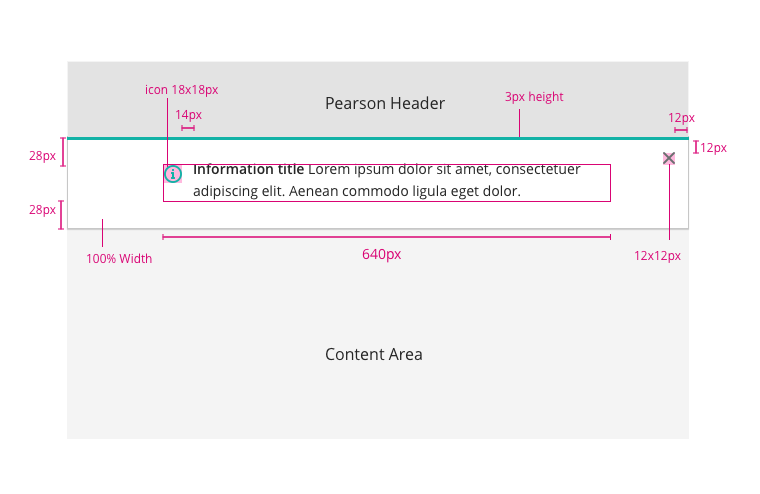 icon 18x18px
14px
Pearson Header
3px height
12px
28px
12px
Information title Lorem ipsum dolor sit amet, consectetuer
adipiscing elit. Aenean commodo ligula eget dolor.
28px
100% Width
640px
12x12px
Content Area